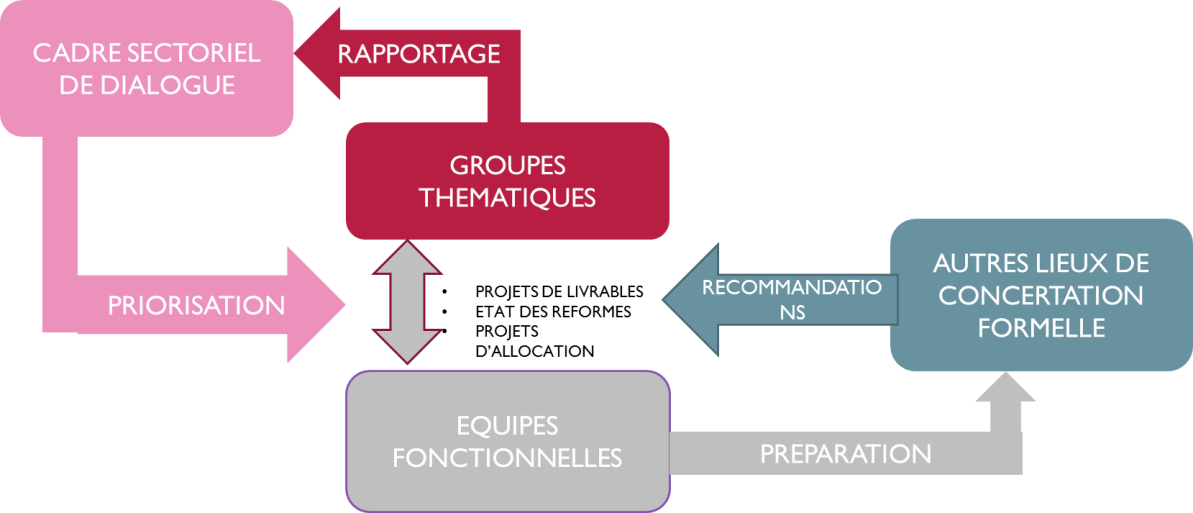 CADRE SECTORIEL
DE DIALOGUE
RAPPORTAGE
GROUPES
THEMATIQUES
PRIORISATION
• PROJETS DE LIVRABLES
• ETAT DES REFORMES
• PROJETS
D’ALLOCATION
RECOMMANDATIO
NS
AUTRES LIEUX DE
CONCERTATION
FORMELLE
EQUIPES
FONCTIONNELLES
PREPARATION